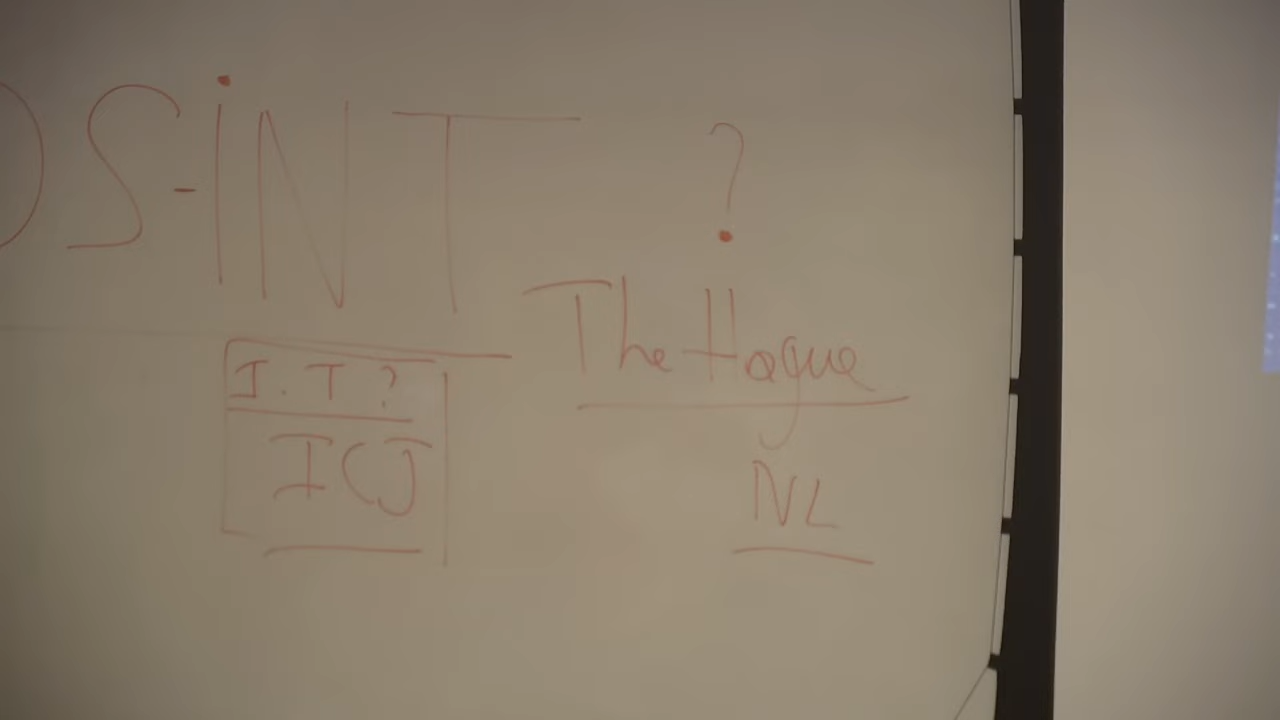 OS-iNT ?
The Hague
I.T?
ICJ
NL